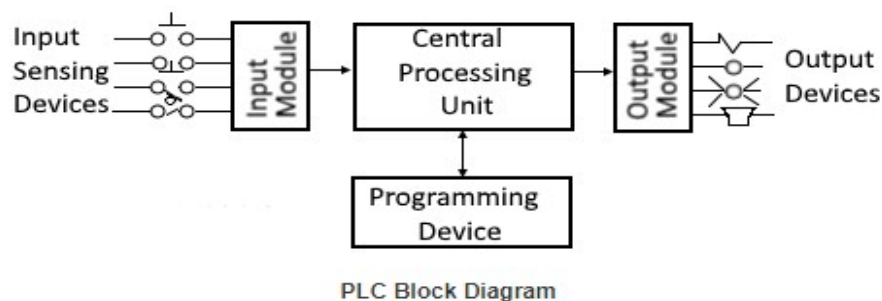 Input
Sensing
Devices
Input
Module
Central
Processing
Unit
Output
Module
Output
Devices
Programming
Device
PLC Block Diagram